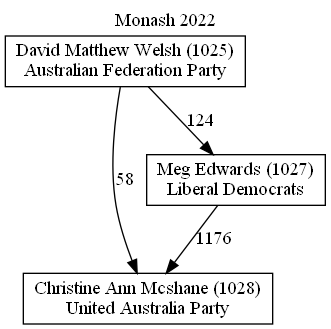 Monash 2022
David Matthew Welsh (1025)
Australian Federation Party
124
Meg Edwards (1027)
Liberal Democrats
58
1176
Christine Ann Mcshane (1028)
United Australia Party